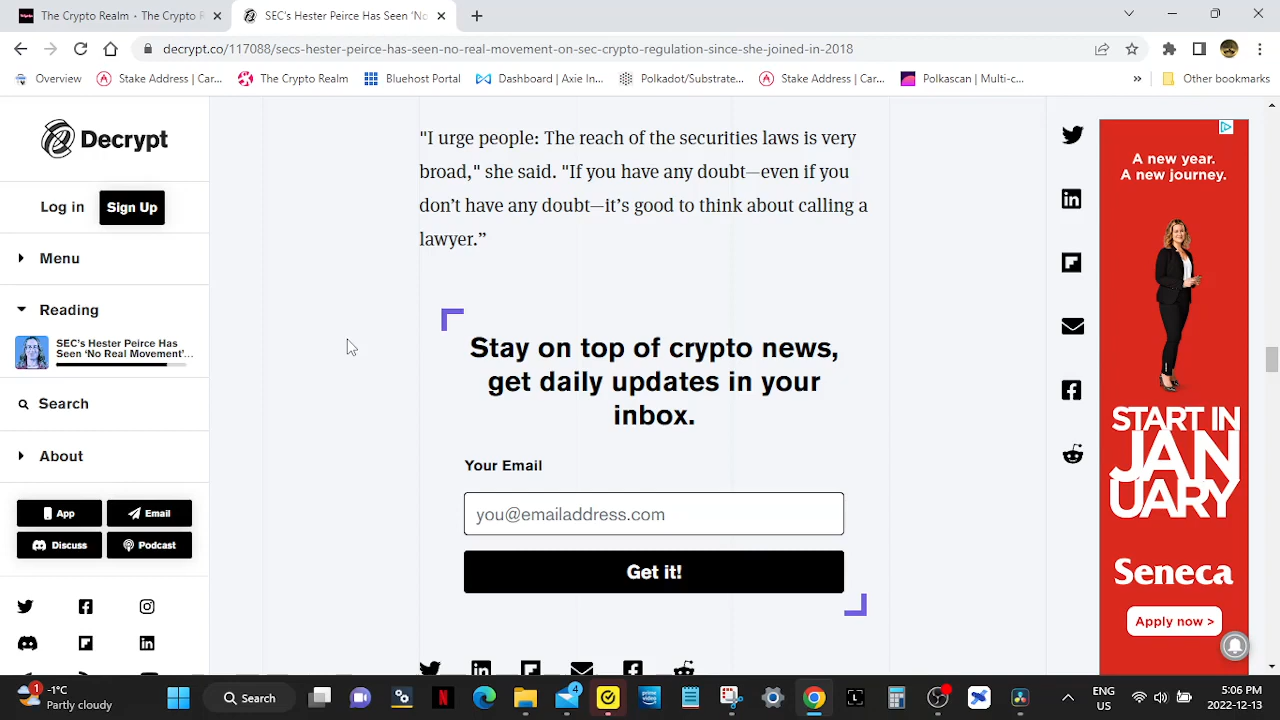 The Crypto Realm - The Crypto R
SEC's Hester Peirce Has Seen 'No
decrypt.co/117088/secs-hester-peirce-has-seen-no-real-movement-on-sec-crypto-regulation-since-she-joined-in-2018
Overview
Stake Address | (Car...
The Crypto Realm
Bluehost Portal
Dashboard | Axie In...
Polkadot/Substrate...
Stake Address | (Car...
Polkascan | Multi-c...
»
Other bookmarks
Decrypt
Log in
Sign Up
Menu
Reading
SEC's Hester Peirce Has
Seen 'No Real Movement'...
Search
About
App
Email
Discuss
Podcast
"I urge people: The reach of the securities laws is very
broad," she said. "If you have any doubt—even if you
don’t have any doubt—it’s good to think about calling a
lawyer.”
Stay on top of crypto news,
get daily updates in your
inbox.
Your Email
you@emailaddress.com
Get it!
A new year.
A new journey.
START IN
JAN
UARY
Seneca
Apply now >
1
-1°C
Partly cloudy
Search
4
prime
video
L
ENG
US
5:06 PM
2022-12-13